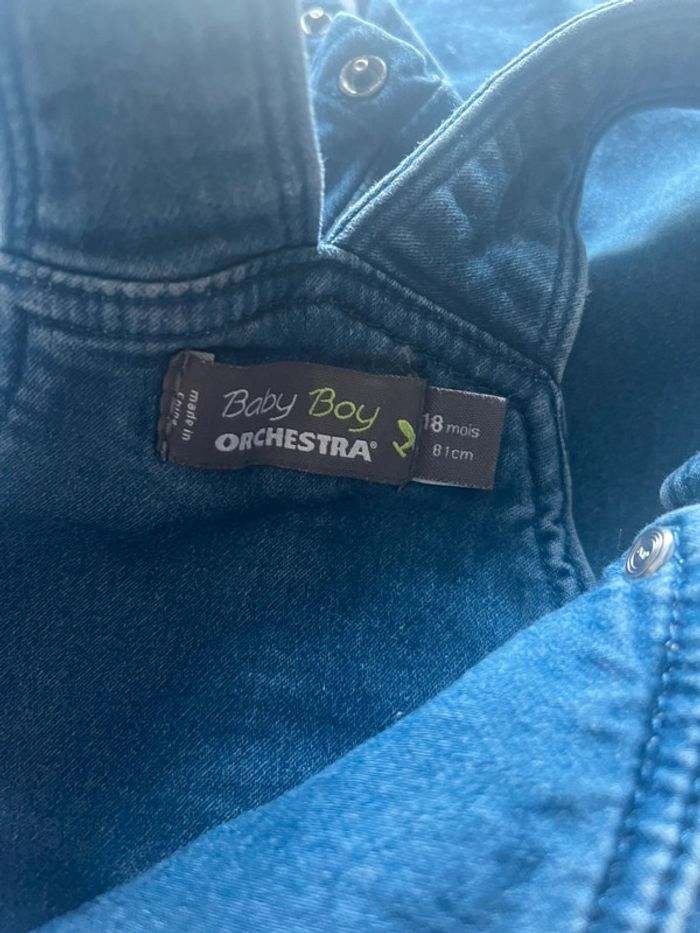 made in
China
Baby Boy
ORCHESTRA®
18 mois
81cm